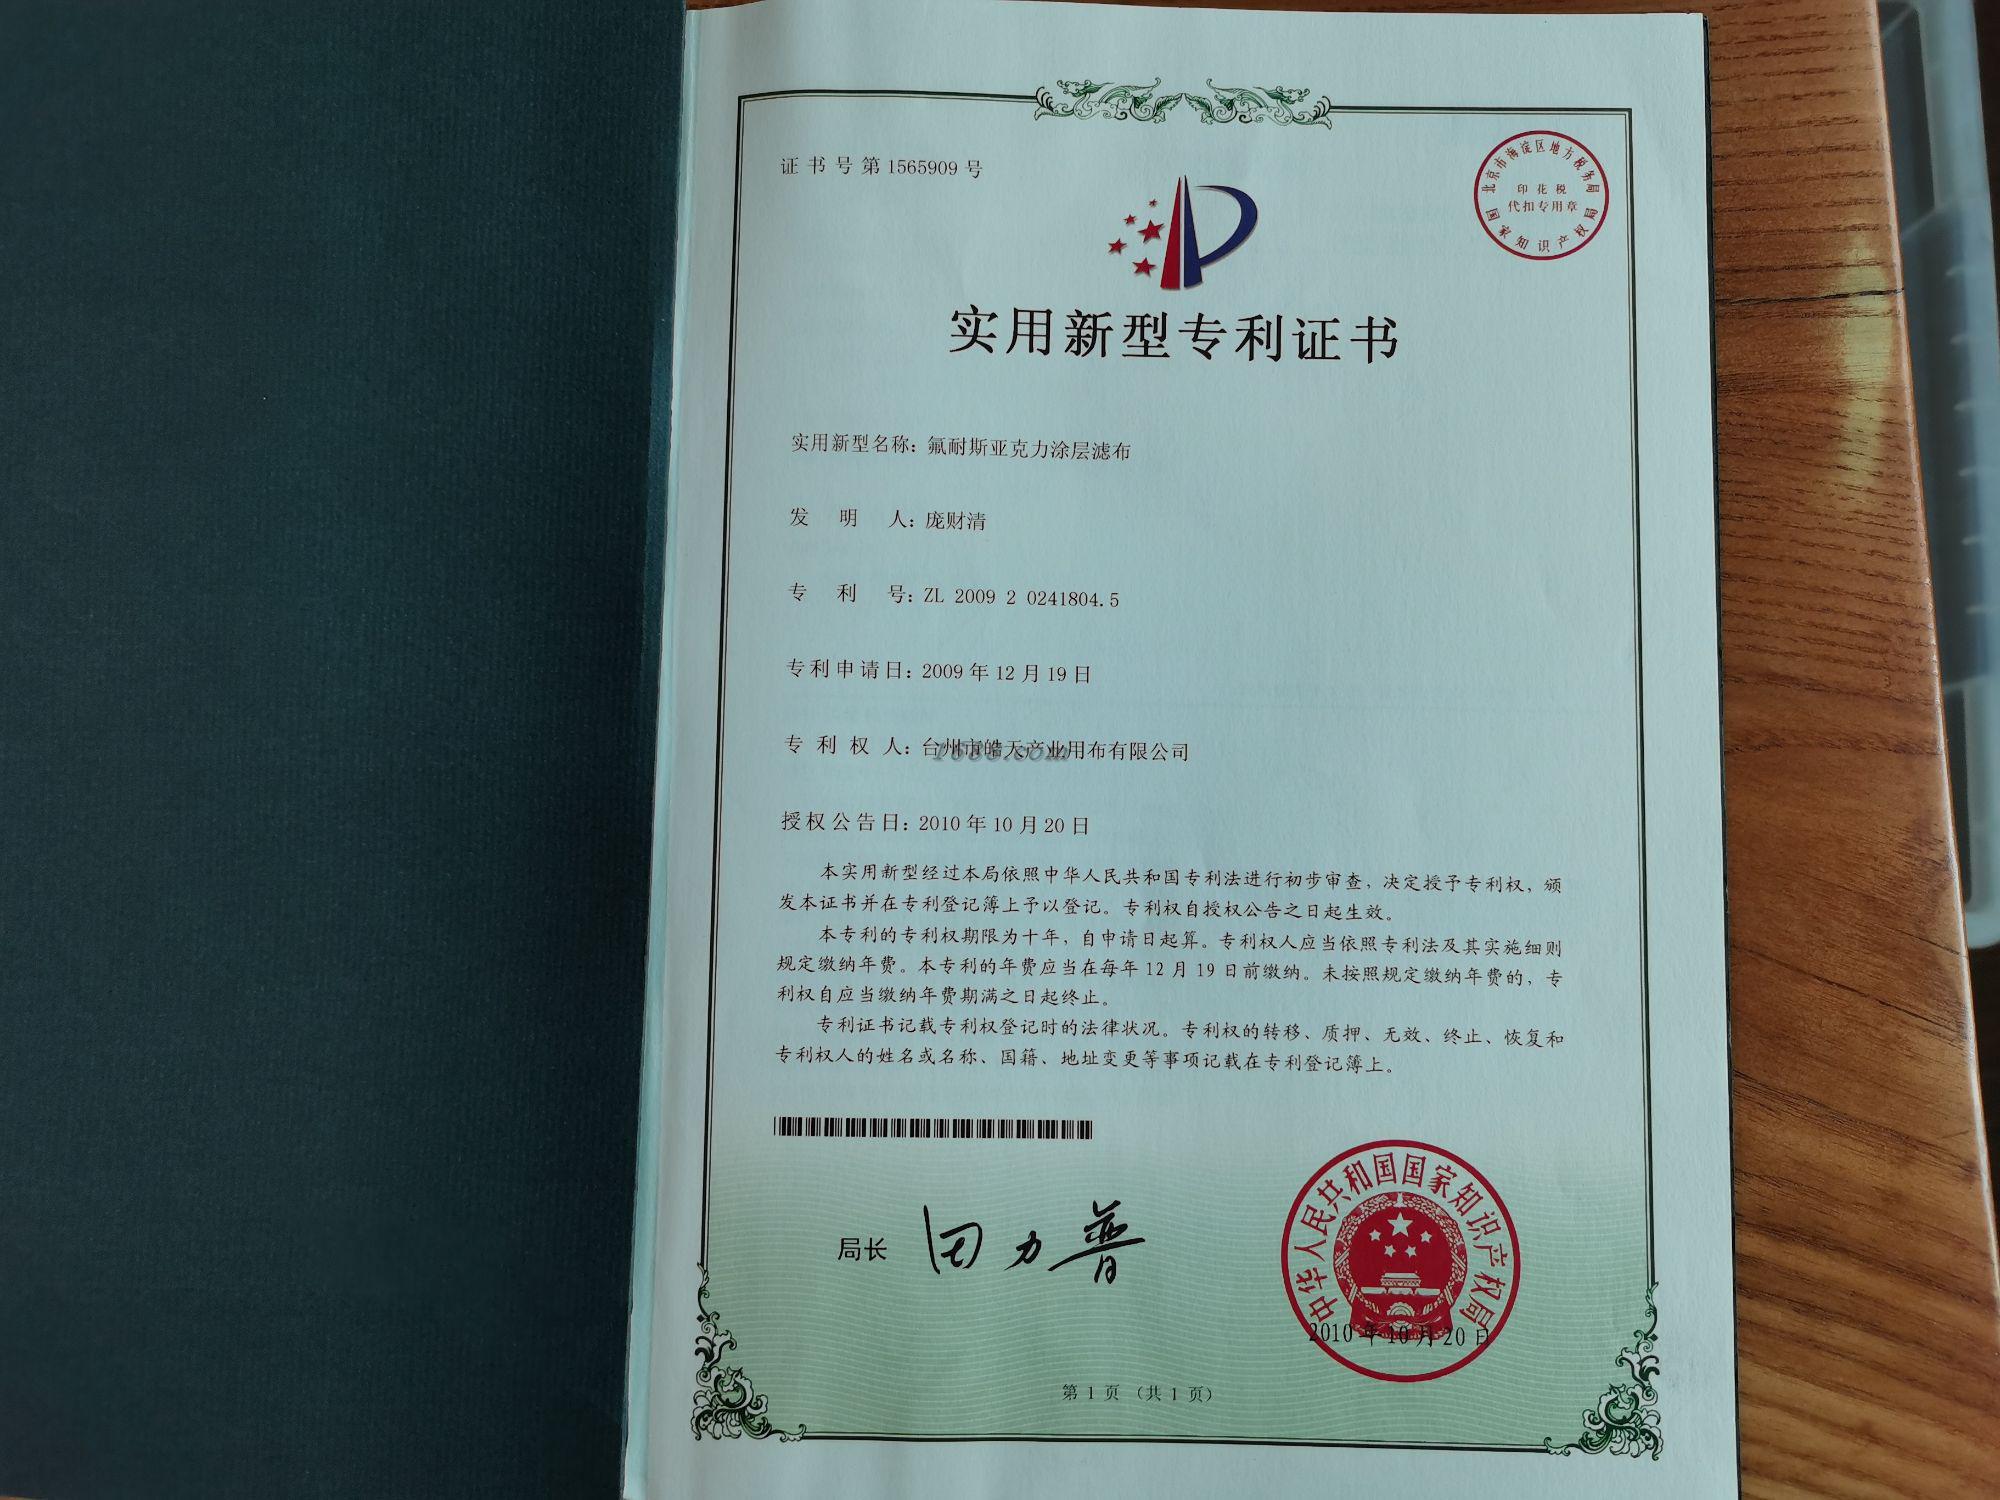 证书号第1565909号
北京市海淀区地方税务局
印花税
代扣专用章
国家知识产权局
实用新型专利证书
实用新型名称：氟耐斯亚克力涂层滤布
发明人：庞财清
专利号：ZL 2009 2 0241804.5
专利申请日：2009年12月19日
专利权人：台州市皓天产业用布有限公司
1688.com
授权公告日：2010年10月20日
本实用新型经过本局依照中华人民共和国专利法进行初步审查，决定授予专利权，颁
发本证书并在专利登记簿上予以登记。专利权自授权公告之日起生效。
本专利的专利权期限为十年，自申请日起算。专利权人应当依照专利法及其实施细则
规定缴纳年费。本专利的年费应当在每年12月19日前缴纳。未按照规定缴纳年费的，专
利权自应当缴纳年费期满之日起终止。
专利证书记载专利权登记时的法律状况。专利权的转移、质押、无效、终止、恢复和
专利权人的姓名或名称、国籍、地址变更等事项记载在专利登记簿上。
局长
田力普
中华人民共和国国家知识产权局
2010年10月20日
第1页（共1页）